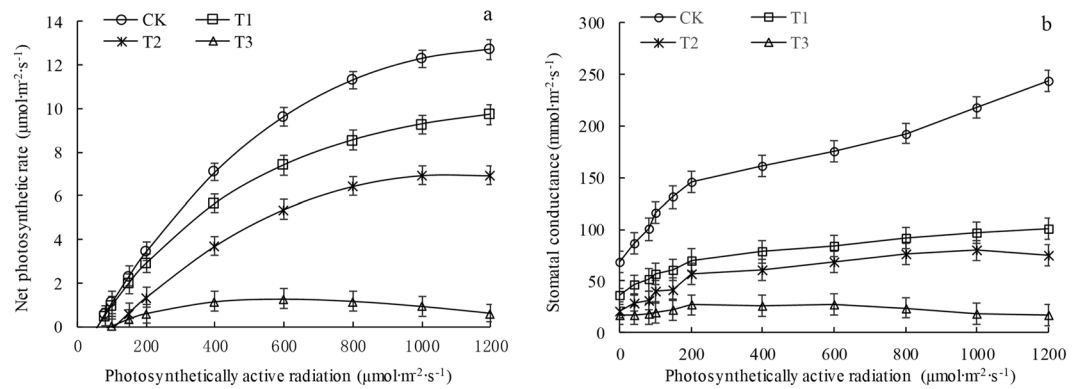 a
CK T1
T2 T3
14
12
10
8
6
4
2
0
0 200 400 600 800 1000 1200
Net photosynthetic rate (μmol·m⁻²·s⁻¹)
Photosynthetically active radiation (μmol·m⁻²·s⁻¹)
b
CK T1
T2 T3
300
250
200
150
100
50
0
0 200 400 600 800 1000 1200
Stomatal conductance (mmol·m⁻²·s⁻¹)
Photosynthetically active radiation (μmol·m⁻²·s⁻¹)